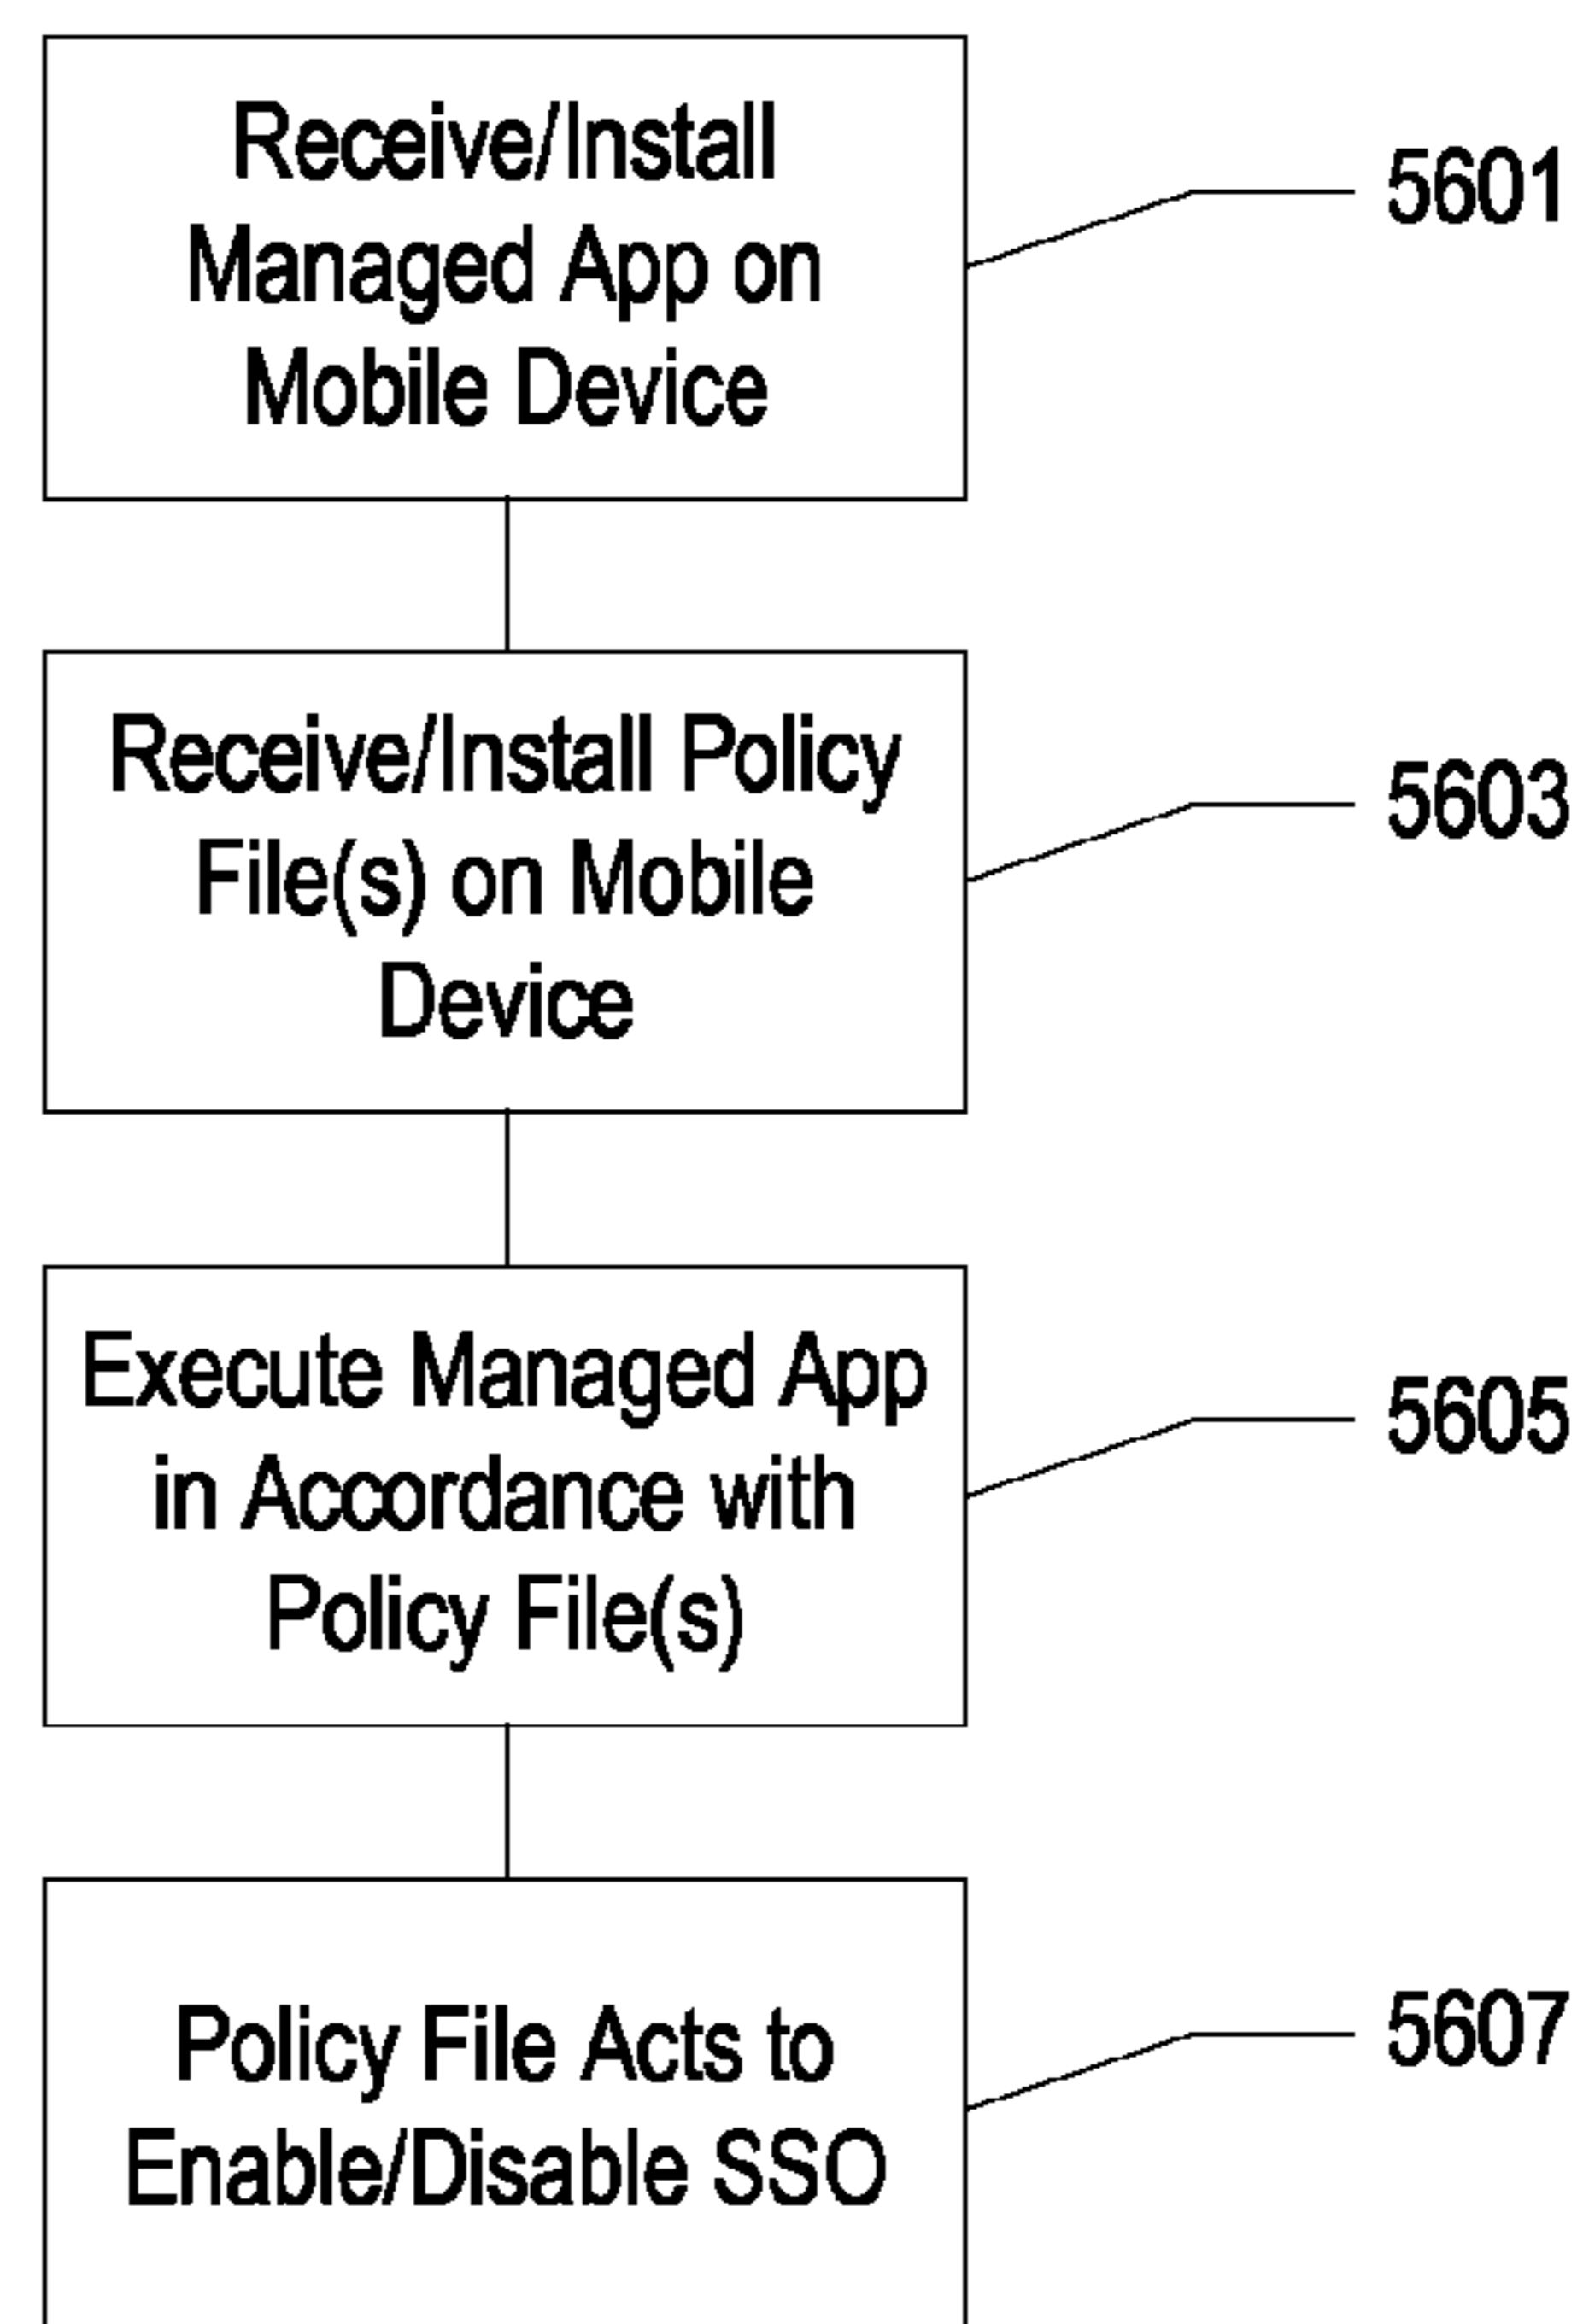 Receive/Install
Managed App on
Mobile Device
5601
Receive/Install Policy
File(s) on Mobile
Device
5603
Execute Managed App
in Accordance with
Policy File(s)
5605
Policy File Acts to
Enable/Disable SSO
5607